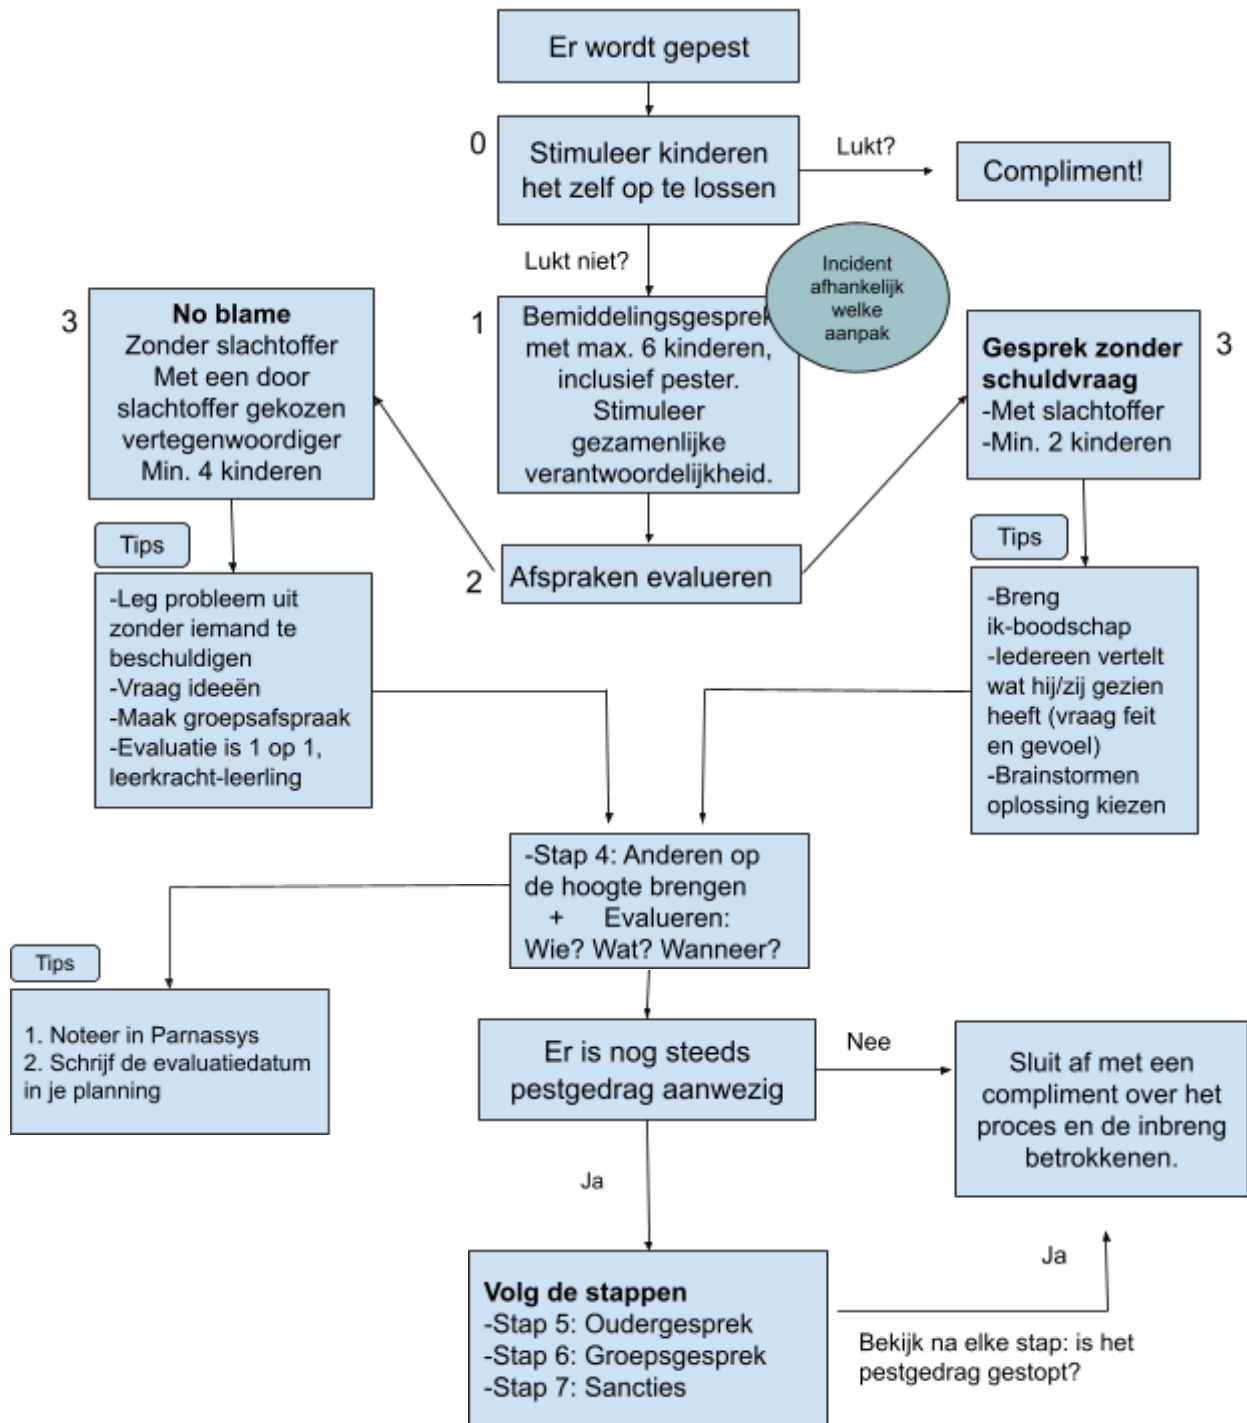 Er wordt gepest
0
Stimuleer kinderen
het zelf op te lossen
Lukt?
Compliment!
Lukt niet?
Incident
afhankelijk
welke
aanpak
3
No blame
Zonder slachtoffer
Met een door
slachtoffer gekozen
vertegenwoordiger
Min. 4 kinderen
1
Bemiddelingsgesprek
met max. 6 kinderen,
inclusief pester.
Stimuleer
gezamenlijke
verantwoordelijkheid.
Gesprek zonder
schuldvraag
-Met slachtoffer
-Min. 2 kinderen
3
2
Afspraken evalueren
Tips
-Leg probleem uit
zonder iemand te
beschuldigen
-Vraag ideeën
-Maak groepsafspraak
-Evaluatie is 1 op 1,
leerkracht-leerling
Tips
-Breng
ik-boodschap
-Iedereen vertelt
wat hij/zij gezien
heeft (vraag feit
en gevoel)
-Brainstormen
oplossing kiezen
-Stap 4: Anderen op
de hoogte brengen
+ Evalueren:
Wie? Wat? Wanneer?
Tips
1. Noteer in Parnassys
2. Schrijf de evaluatiedatum
in je planning
Er is nog steeds
pestgedrag aanwezig
Nee
Sluit af met een
compliment over het
proces en de inbreng
betrokkenen.
Ja
Volg de stappen
-Stap 5: Oudergesprek
-Stap 6: Groepsgesprek
-Stap 7: Sancties
Ja
Bekijk na elke stap: is het
pestgedrag gestopt?